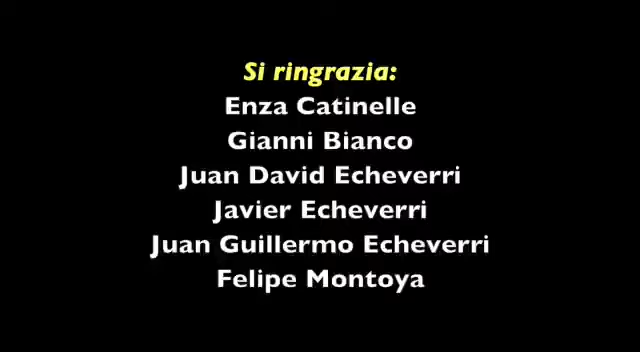 Si ringrazia:
Enza Catinelle
Gianni Bianco
Juan David Echeverri
Javier Echeverri
Juan Guillermo Echeverri
Felipe Montoya